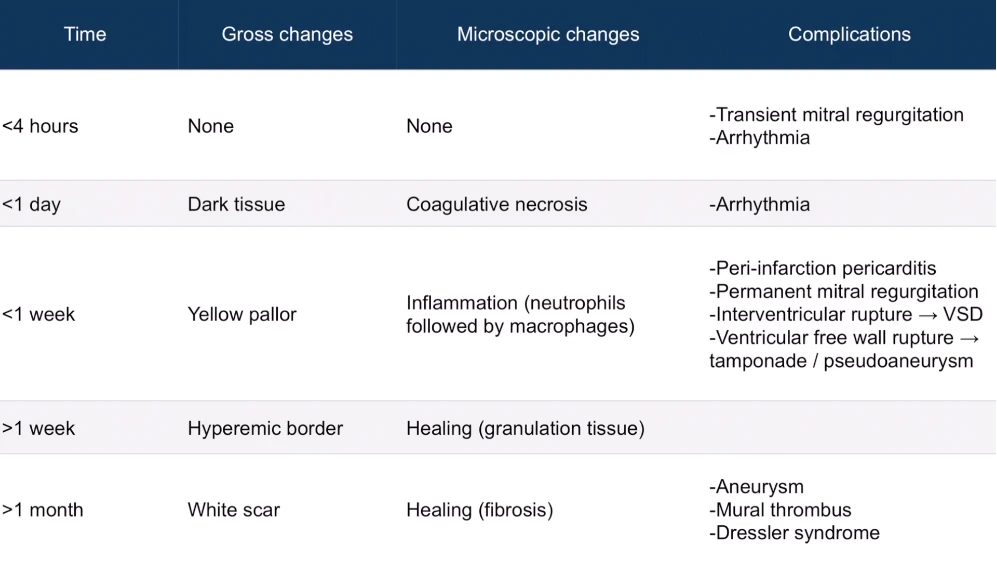 Time Gross changes Microscopic changes Complications
<4 hours None None -Transient mitral regurgitation
-Arrhythmia
<1 day Dark tissue Coagulative necrosis -Arrhythmia
<1 week Yellow pallor Inflammation (neutrophils
followed by macrophages)
-Peri-infarction pericarditis
-Permanent mitral regurgitation
-Interventricular rupture → VSD
-Ventricular free wall rupture →
tamponade / pseudoaneurysm
>1 week Hyperemic border Healing (granulation tissue)
>1 month White scar Healing (fibrosis) -Aneurysm
-Mural thrombus
-Dressler syndrome